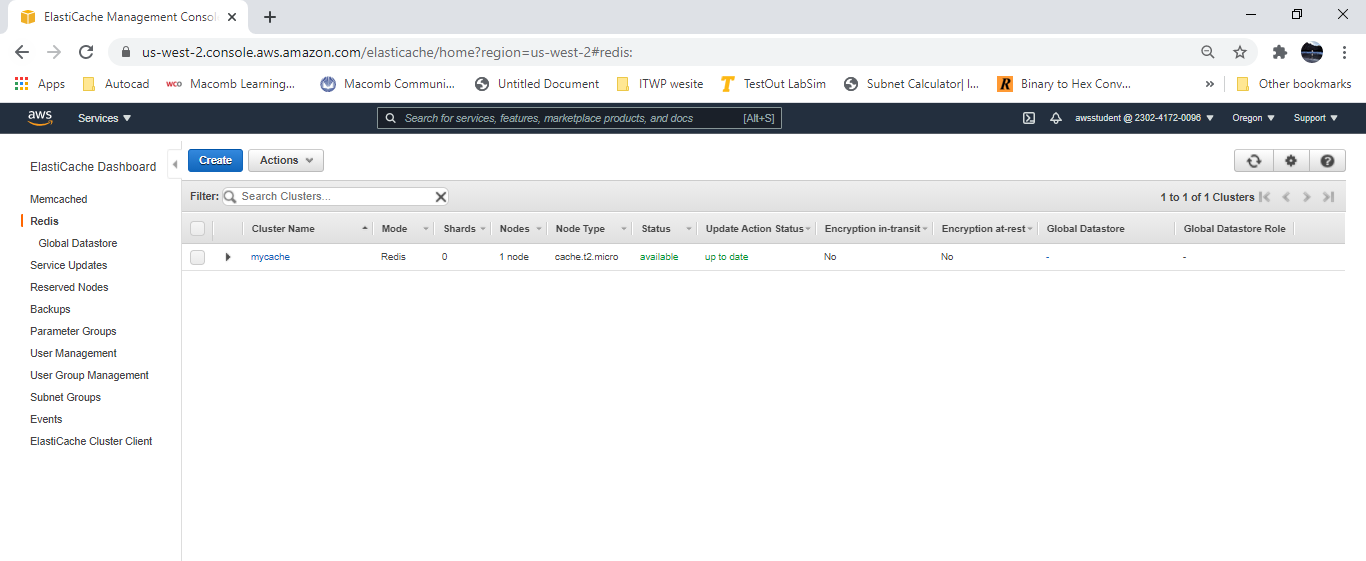 ElastiCache Management Conso
us-west-2.console.aws.amazon.com/elasticache/home?region=us-west-2#redis:
Apps Autocad wco Macomb Learning... Macomb Communi... Untitled Document ITWP wesite TestOut LabSim Subnet Calculator| I... R Binary to Hex Conv... » Other bookmarks
aws Services Search for services, features, marketplace products, and docs [Alt+S] awsstudent @ 2302-4172-0096 Oregon Support
ElastiCache Dashboard
Memcached
Redis
Global Datastore
Service Updates
Reserved Nodes
Backups
Parameter Groups
User Management
User Group Management
Subnet Groups
Events
ElastiCache Cluster Client
Create Actions
Filter: Search Clusters... 1 to 1 of 1 Clusters
Cluster Name Mode Shards Nodes Node Type Status Update Action Status Encryption in-transit Encryption at-rest Global Datastore Global Datastore Role
mycache Redis 0 1 node cache.t2.micro available up to date No No - -